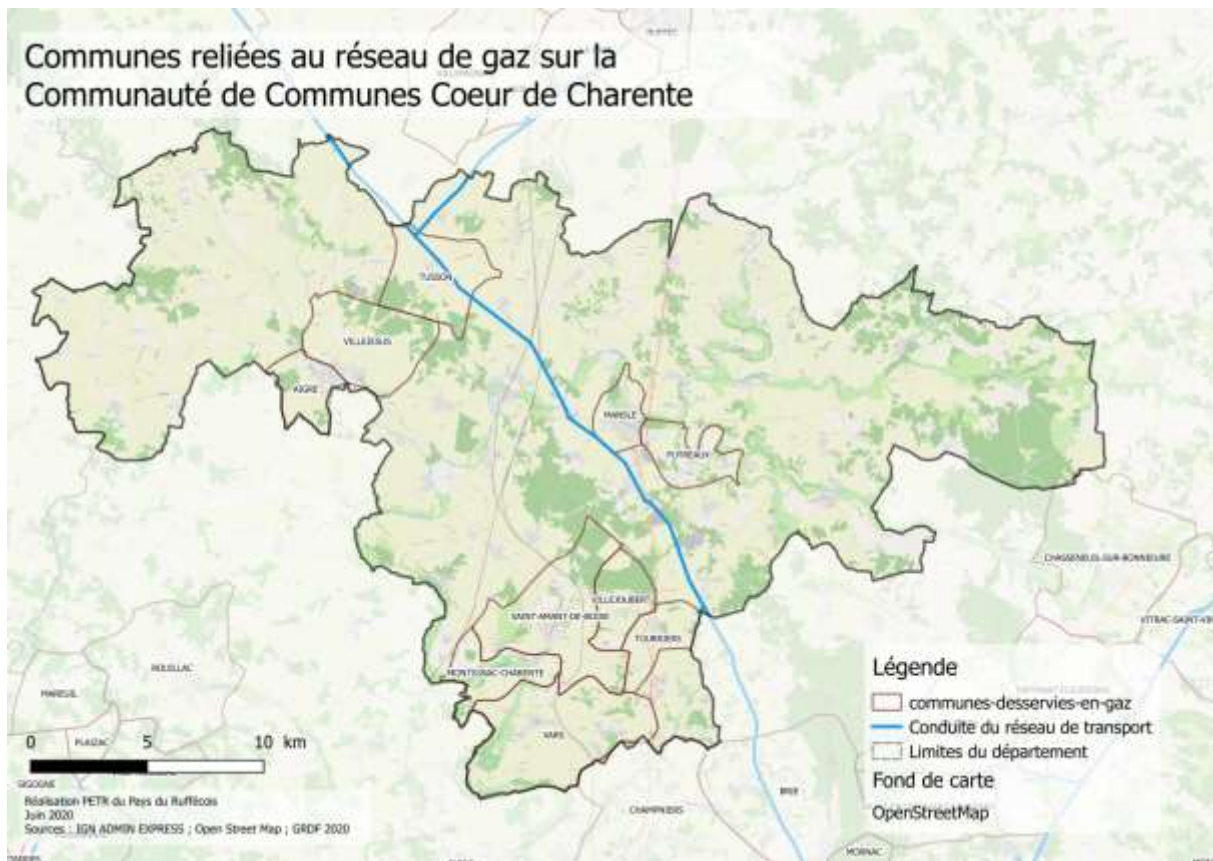 Communes reliées au réseau de gaz sur la
Communauté de Communes Coeur de Charente
TUSSON
VILLEJESUS
AIGRE
MANSLE
PUYREAUX
CHASSENEUIL-SUR-BONNIEURE
VILLEJOUBERT
SAINT-AMANT-DE-BOIXE
TOURRIERS
ROUILLAC
MONTIGNAC-CHARENTE
MAREUIL
VARS
PLAIZAC
BRIE
CHAMPNIERS
MORNAC
Légende
communes-desservies-en-gaz
Conduite du réseau de transport
Limites du département
Fond de carte
OpenStreetMap
0 5 10 km
Réalisation PETR du Pays du Ruffécois
Juin 2020
Sources : IGN ADMIN EXPRESS ; Open Street Map ; GRDF 2020